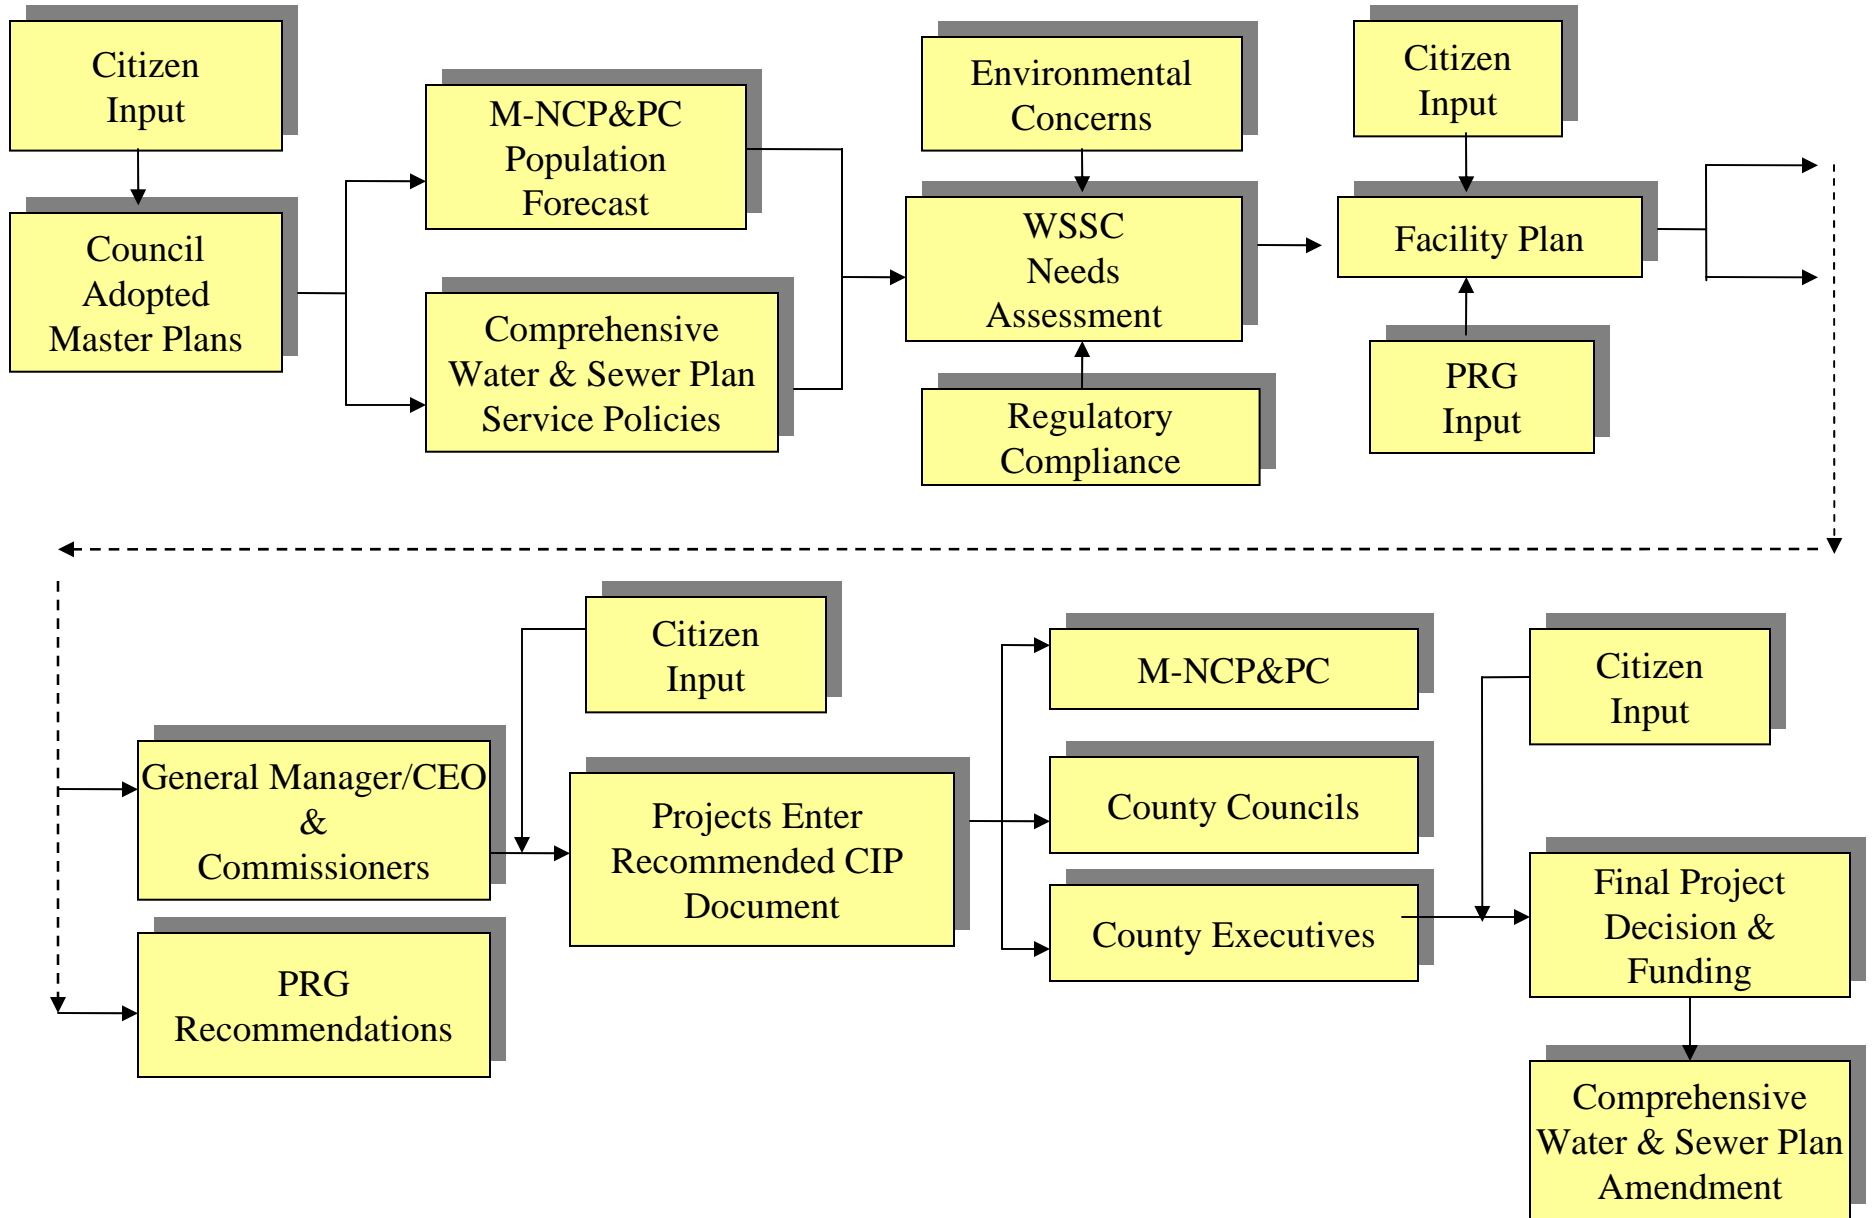 Citizen
Input
Council
Adopted
Master Plans
M-NCP&PC
Population
Forecast
Comprehensive
Water & Sewer Plan
Service Policies
Environmental
Concerns
WSSC
Needs
Assessment
Regulatory
Compliance
Citizen
Input
Facility Plan
PRG
Input
General Manager/CEO
&
Commissioners
PRG
Recommendations
Citizen
Input
Projects Enter
Recommended CIP
Document
M-NCP&PC
County Councils
County Executives
Citizen
Input
Final Project
Decision &
Funding
Comprehensive
Water & Sewer Plan
Amendment